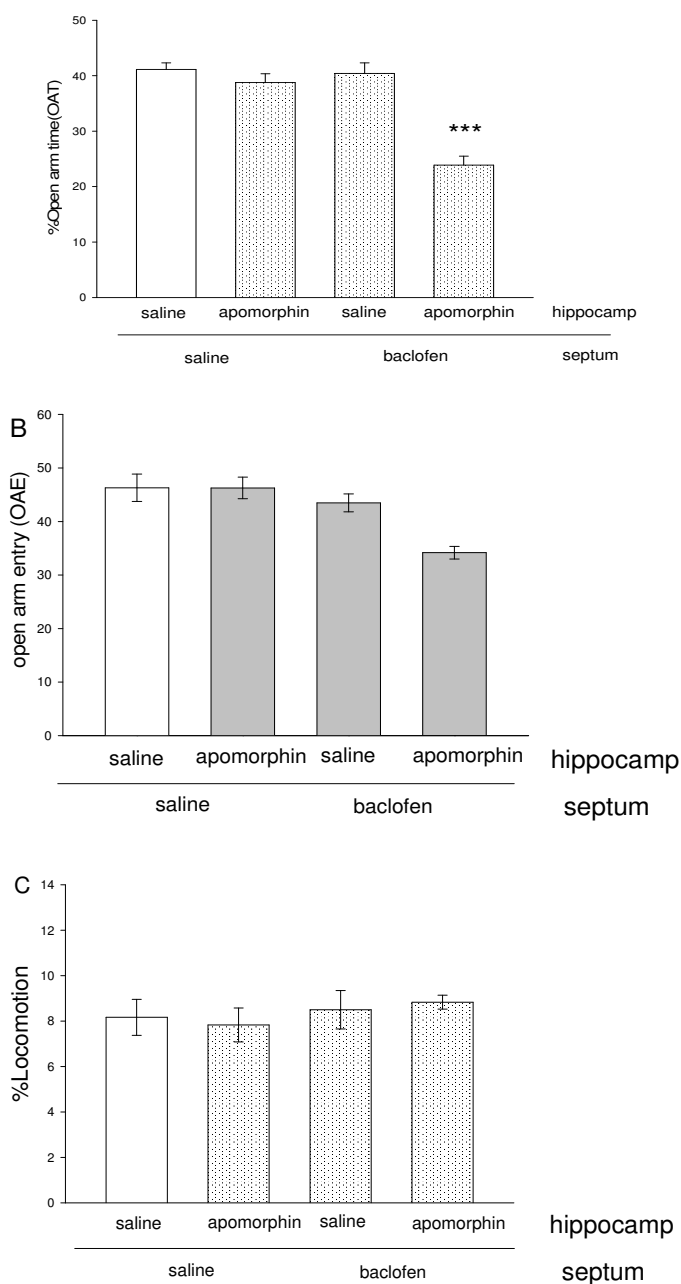 50
40
30
20
10
0
%Open arm time(OAT)
***
saline apomorphin saline apomorphin hippocamp
saline baclofen septum
B
60
50
40
30
20
10
0
open arm entry (OAE)
saline apomorphin saline apomorphin hippocamp
saline baclofen septum
C
14
12
10
8
6
4
2
0
%Locomotion
saline apomorphin saline apomorphin hippocamp
saline baclofen septum